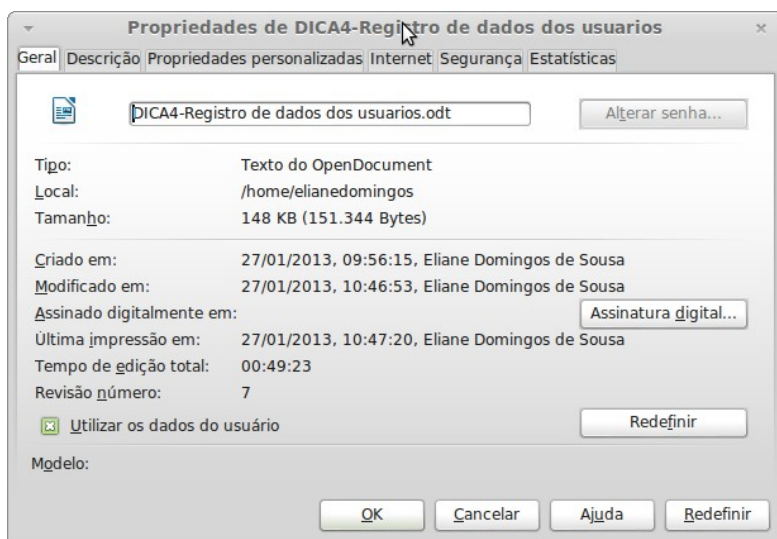 Propriedades de DICA4-Registro de dados dos usuarios
Geral Descrição Propriedades personalizadas Internet Segurança Estatísticas
DICA4-Registro de dados dos usuarios.odt Alterar senha...
Tipo: Texto do OpenDocument
Local: /home/elianedomingos
Tamanho: 148 KB (151.344 Bytes)
Criado em: 27/01/2013, 09:56:15, Eliane Domingos de Sousa
Modificado em: 27/01/2013, 10:46:53, Eliane Domingos de Sousa
Assinado digitalmente em: Assinatura digital...
Última impressão em: 27/01/2013, 10:47:20, Eliane Domingos de Sousa
Tempo de edição total: 00:49:23
Revisão número: 7
Utilizar os dados do usuário Redefinir
Modelo:
OK Cancelar Ajuda Redefinir